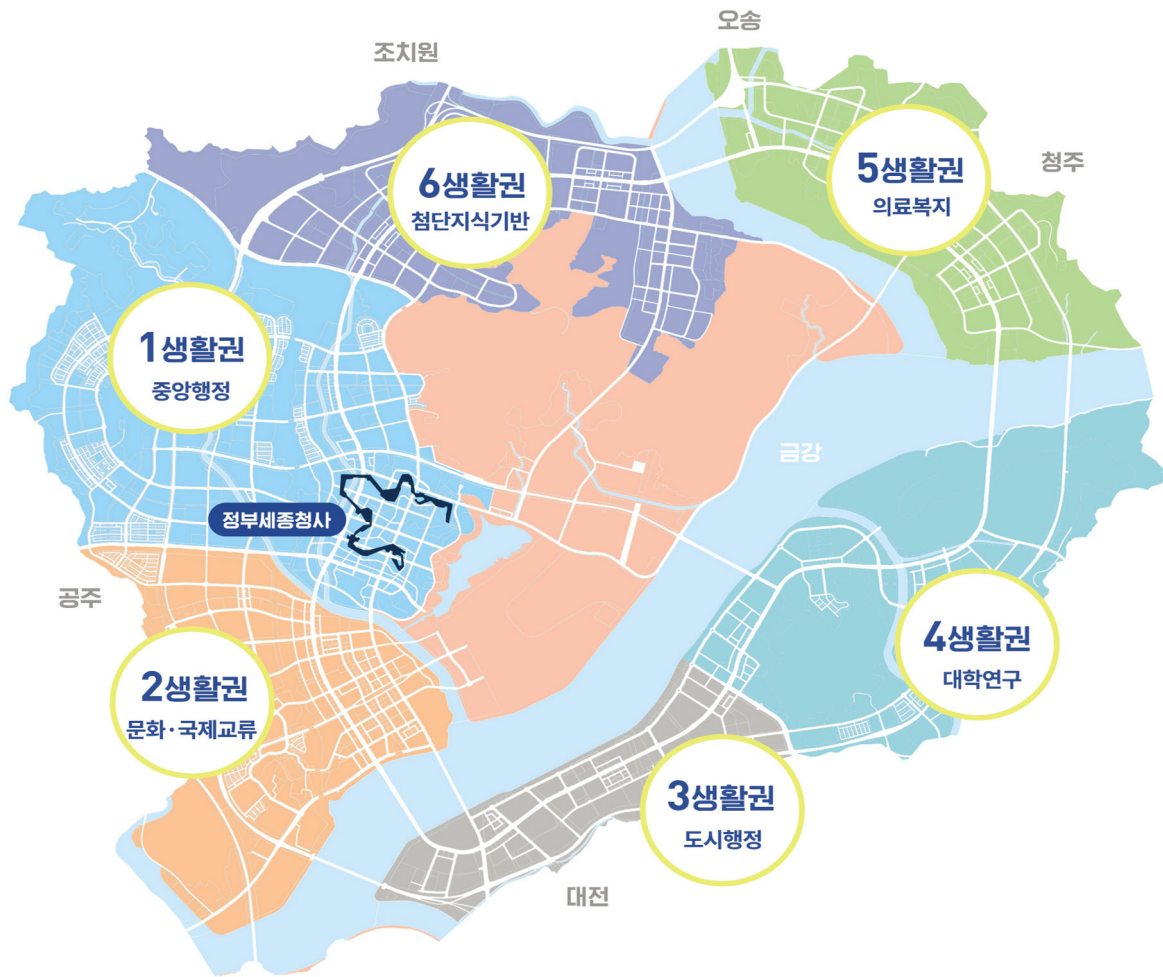 오송
조치원
청주
6생활권
첨단지식기반
5생활권
의료복지
1생활권
중앙행정
금강
정부세종청사
공주
4생활권
대학연구
2생활권
문화·국제교류
3생활권
도시행정
대전